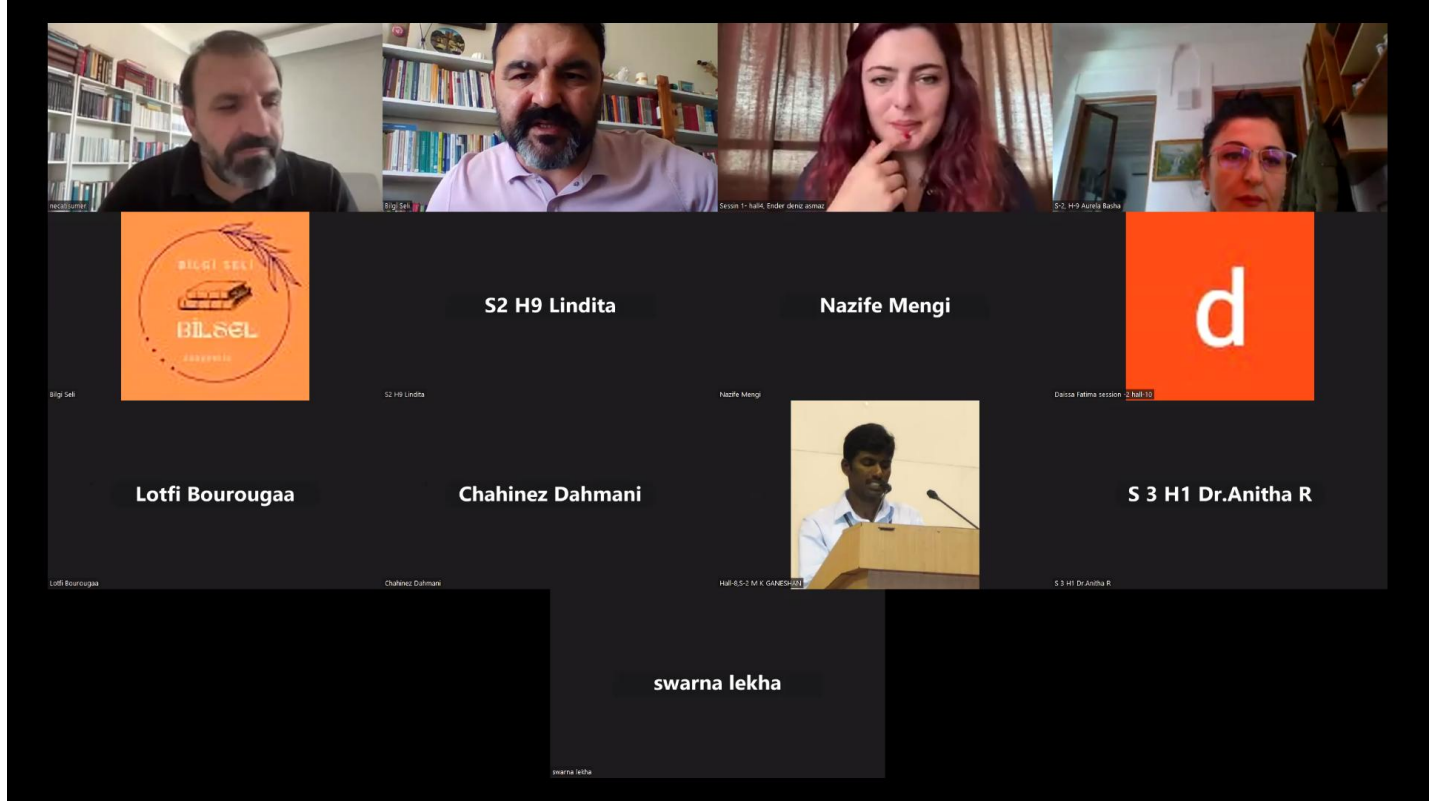 necatisumer
Bilgi Seli
Sessin 1- hall4, Ender deniz asmaz
S-2, H-9 Aurela Basha
BİLGİ SELİ
BİLSEL
Bilgi Seli
S2 H9 Lindita
S2 H9 Lindita
Nazife Mengi
Nazife Mengi
d
Daissa Fatima session -2 hall-10
Lotfi Bourougaa
Lotfi Bourougaa
Chahinez Dahmani
Chahinez Dahmani
Hall-8,S-2 M K GANESHAN
S 3 H1 Dr.Anitha R
S 3 H1 Dr.Anitha R
swarna lekha
swarna lekha